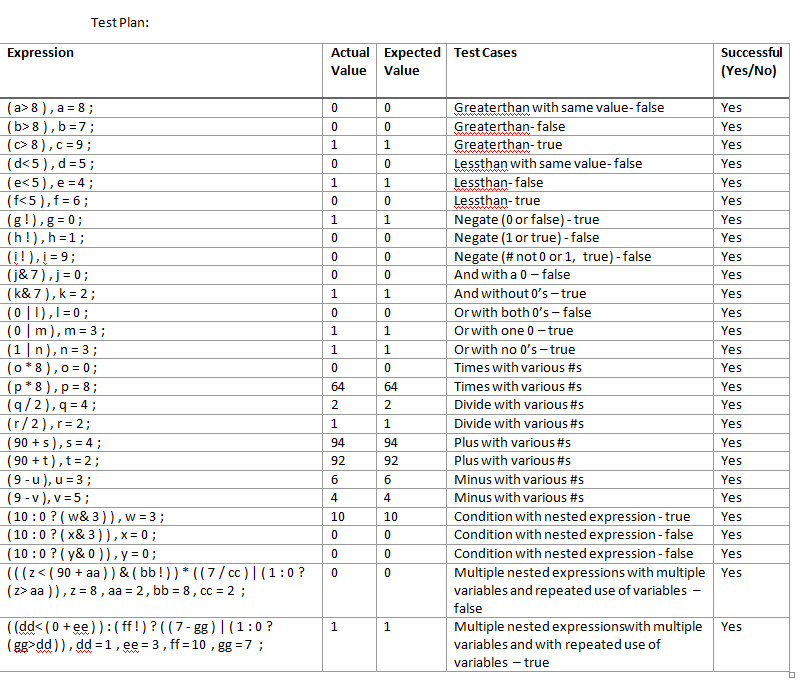 Test Plan:
Expression Actual Expected Test Cases Successful
Value Value (Yes/No)
( a> 8 ) , a = 8 ; 0 0 Greaterthan with same value- false Yes
( b> 8 ) , b = 7 ; 0 0 Greaterthan- false Yes
( c> 8 ) , c = 9 ; 1 1 Greaterthan- true Yes
( d< 5 ) , d = 5 ; 0 0 Lessthan with same value- false Yes
( e< 5 ) , e = 4 ; 1 1 Lessthan- false Yes
( f< 5 ) , f = 6 ; 0 0 Lessthan- true Yes
( g ! ) , g = 0 ; 1 1 Negate (0 or false) - true Yes
( h ! ) , h = 1 ; 0 0 Negate (1 or true) - false Yes
( i ! ) , i = 9 ; 0 0 Negate (# not 0 or 1, true) - false Yes
( j& 7 ) , j = 0 ; 0 0 And with a 0 – false Yes
( k& 7 ) , k = 2 ; 1 1 And without 0's – true Yes
( 0 | l ) , l = 0 ; 0 0 Or with both 0's – false Yes
( 0 | m ) , m = 3 ; 1 1 Or with one 0 – true Yes
( 1 | n ) , n = 3 ; 1 1 Or with no 0's – true Yes
( o * 8 ) , o = 0 ; 0 0 Times with various #s Yes
( p * 8 ) , p = 8 ; 64 64 Times with various #s Yes
( q / 2 ) , q = 4 ; 2 2 Divide with various #s Yes
( r / 2 ) , r = 2 ; 1 1 Divide with various #s Yes
( 90 + s ) , s = 4 ; 94 94 Plus with various #s Yes
( 90 + t ) , t = 2 ; 92 92 Plus with various #s Yes
( 9 - u ) , u = 3 ; 6 6 Minus with various #s Yes
( 9 - v ) , v = 5 ; 4 4 Minus with various #s Yes
( 10 : 0 ? ( w& 3 ) ) , w = 3 ; 10 10 Condition with nested expression - true Yes
( 10 : 0 ? ( x& 3 ) ) , x = 0 ; 0 0 Condition with nested expression - false Yes
( 10 : 0 ? ( y& 0 ) ) , y = 0 ; 0 0 Condition with nested expression - false Yes
( ( ( z < ( 90 + aa ) ) & ( bb ! ) ) * ( ( 7 / cc ) | ( 1 : 0 ? 0 0 Multiple nested expressions with multiple Yes
( z> aa ) ) , z = 8 , aa = 2 , bb = 8 , cc = 2 ; variables and repeated use of variables –
false
( ( dd< ( 0 + ee ) ) : ( ff ! ) ? ( ( 7 - gg ) | ( 1 : 0 ? 1 1 Multiple nested expressionswith multiple Yes
( gg>dd ) ) , dd = 1 , ee = 3 , ff = 10 , gg = 7 ; variables and with repeated use of
variables – true